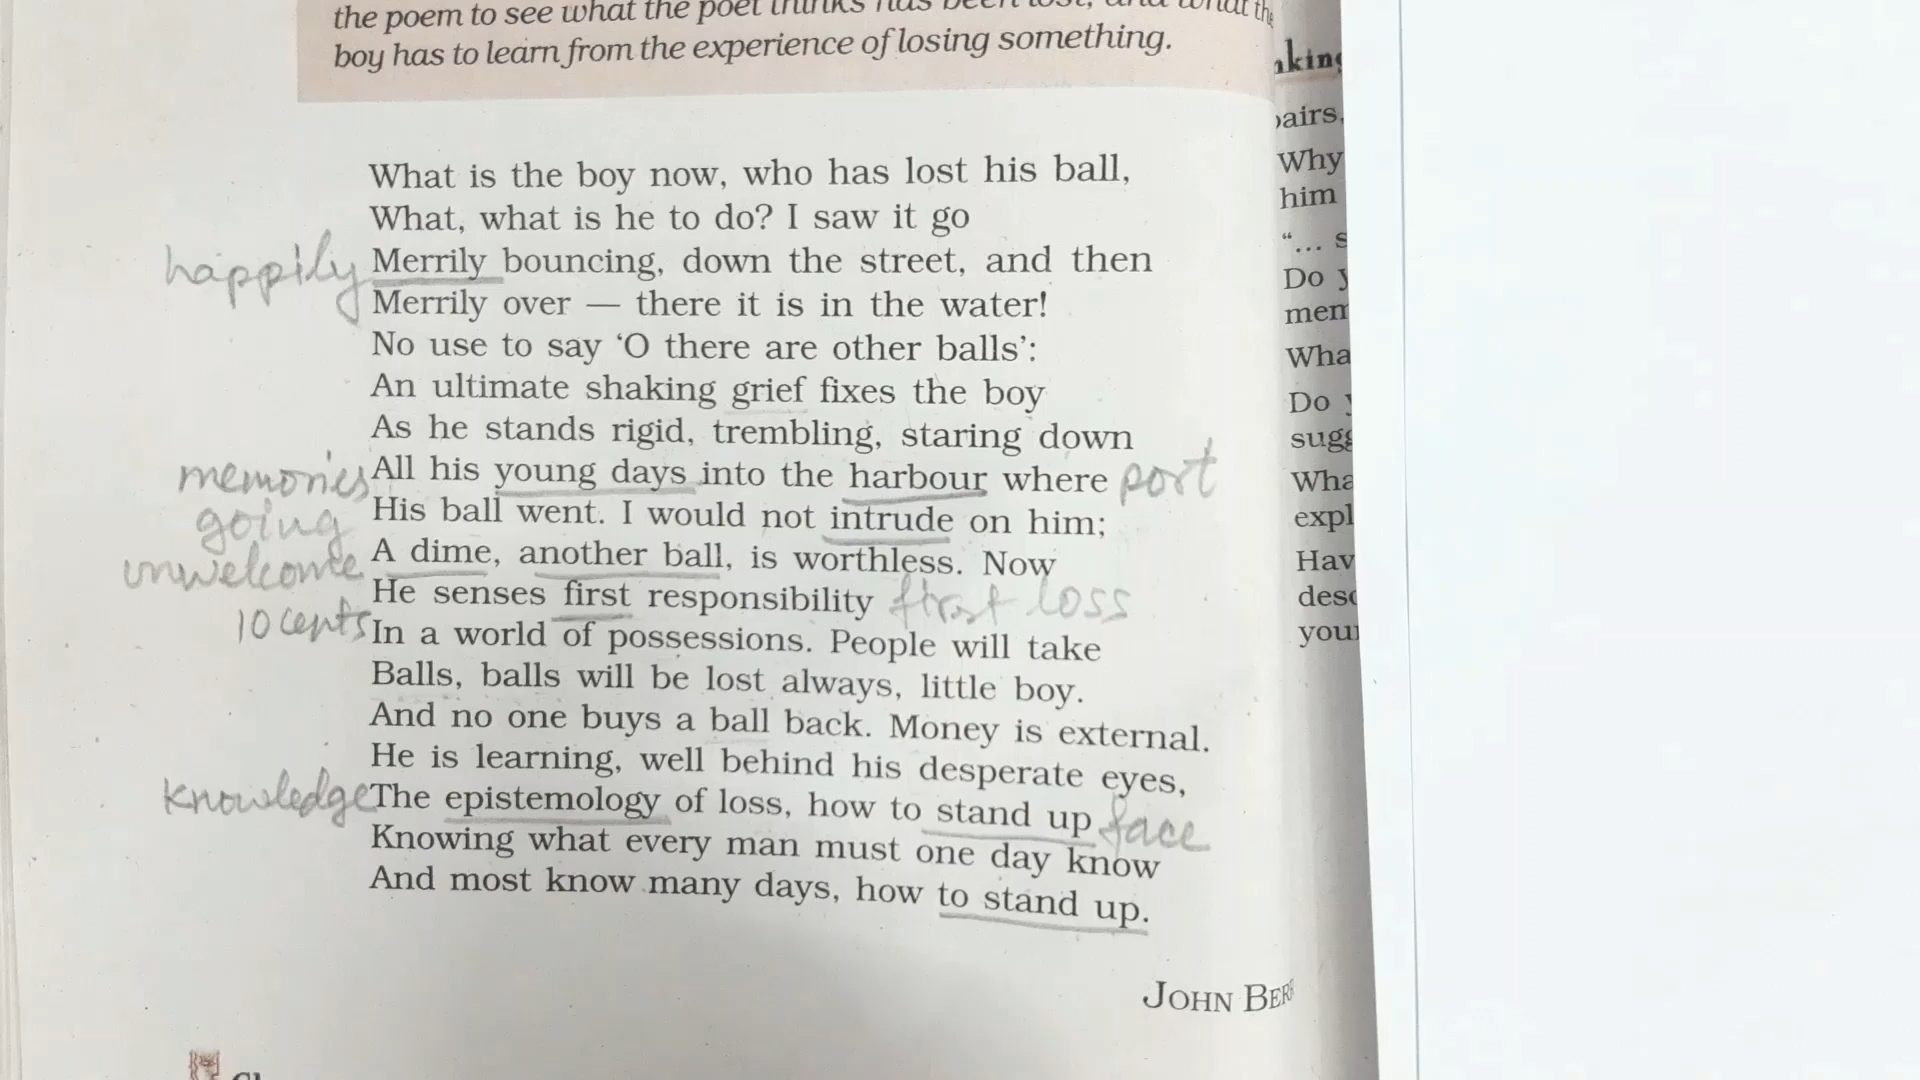 the poem to see what the poet thinks has been lost, and what the
boy has to learn from the experience of losing something.
What is the boy now, who has lost his ball,
What, what is he to do? I saw it go
happily Merrily bouncing, down the street, and then
Merrily over — there it is in the water!
No use to say ‘O there are other balls’:
An ultimate shaking grief fixes the boy
As he stands rigid, trembling, staring down
memories All his young days into the harbour where port
going His ball went. I would not intrude on him;
unwelcome A dime, another ball, is worthless. Now
He senses first responsibility first loss
10 cents In a world of possessions. People will take
Balls, balls will be lost always, little boy.
And no one buys a ball back. Money is external.
He is learning, well behind his desperate eyes,
knowledge The epistemology of loss, how to stand up face
Knowing what every man must one day know
And most know many days, how to stand up.
JOHN BER
king
pairs,
Why
him
“... s
Do y
mem
Wha
Do y
sugg
Wha
expl
Hav
desc
your